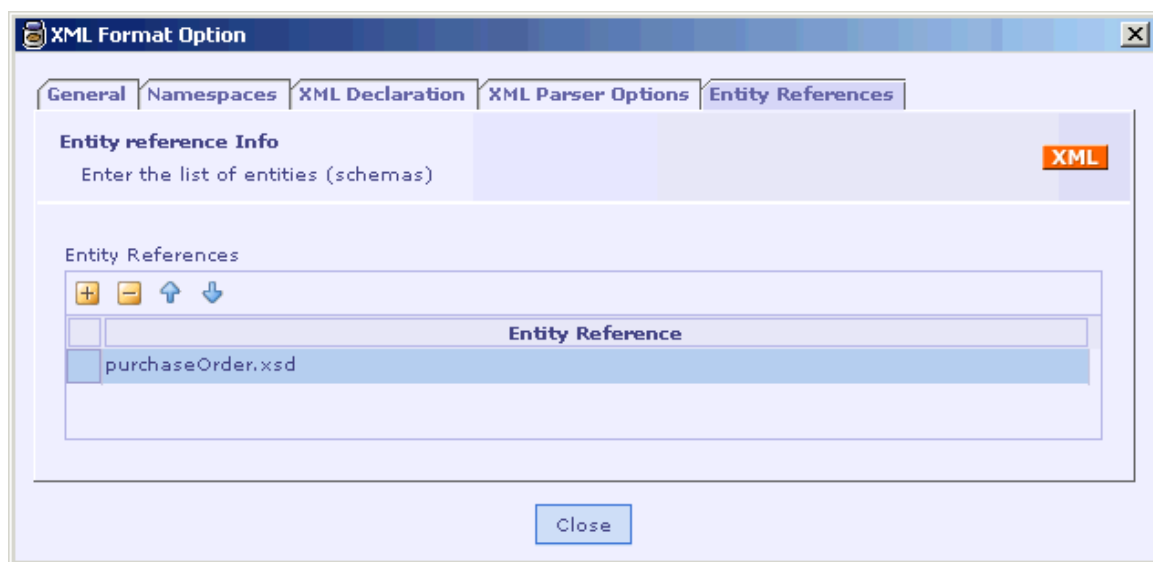 XML Format Option
General Namespaces XML Declaration XML Parser Options Entity References
Entity reference Info
XML
Enter the list of entities (schemas)
Entity References
Entity Reference
purchaseOrder.xsd
Close